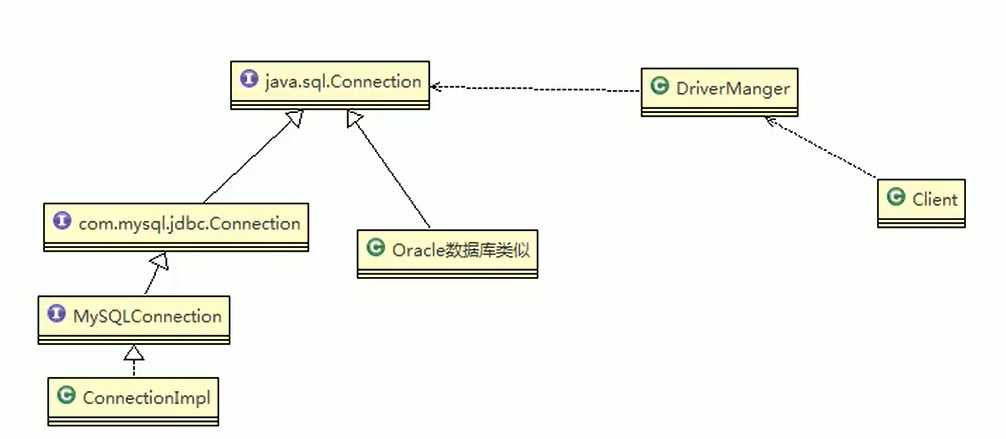 java.sql.Connection
DriverManger
Client
com.mysql.jdbc.Connection
Oracle数据库类似
MySQLConnection
ConnectionImpl